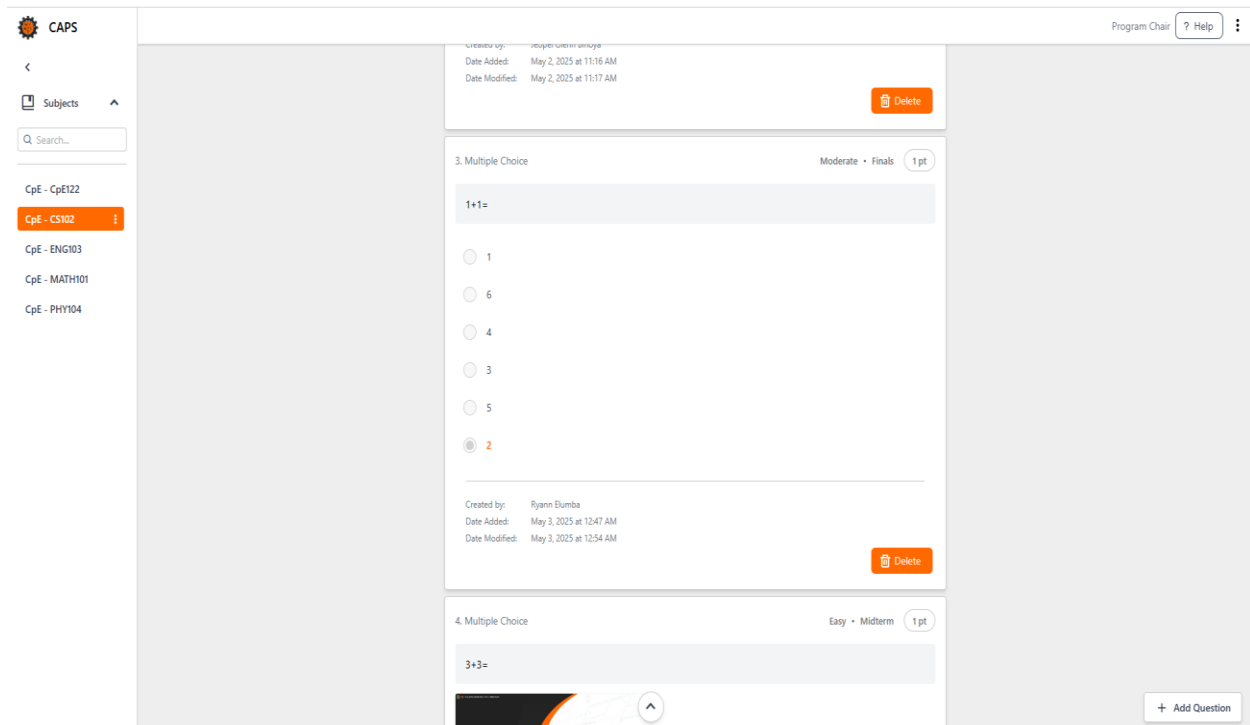 CAPS
Program Chair
? Help
Subjects
Search...
CpE - CpE122
CpE - CS102
CpE - ENG103
CpE - MATH101
CpE - PHY104
Created by:
Date Added: May 2, 2025 at 11:16 AM
Date Modified: May 2, 2025 at 11:17 AM
Delete
3. Multiple Choice Moderate • Finals 1 pt
1+1=
1
6
4
3
5
2
Created by: Ryann Elumba
Date Added: May 3, 2025 at 12:47 AM
Date Modified: May 3, 2025 at 12:54 AM
Delete
4. Multiple Choice Easy • Midterm 1 pt
3+3=
+ Add Question